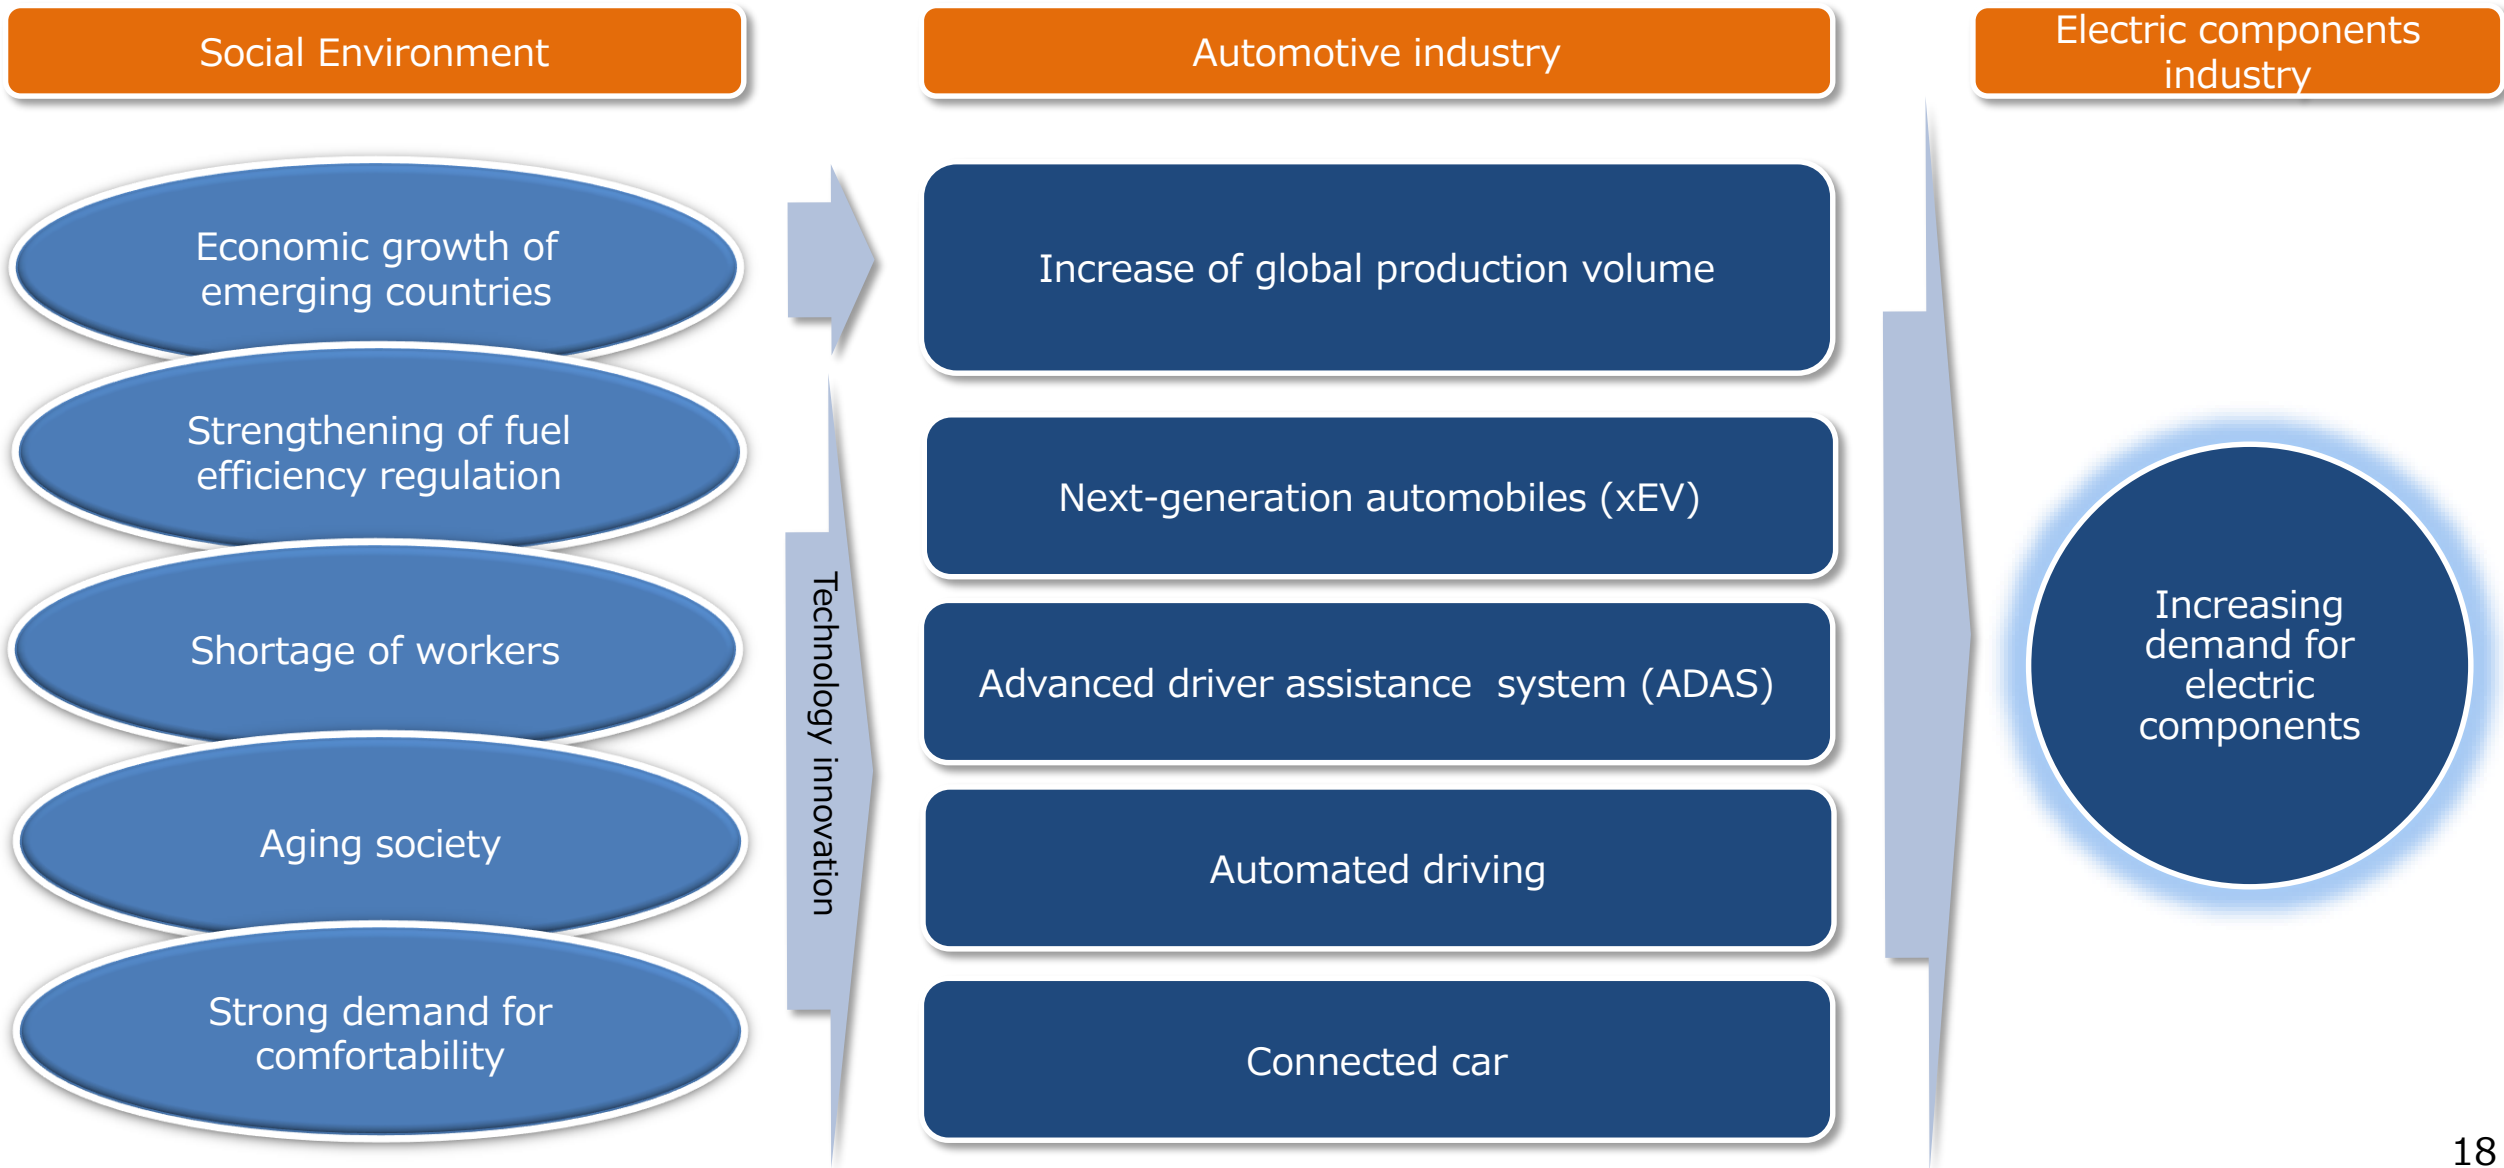 Social Environment
Automotive industry
Electric components
industry
Economic growth of
emerging countries
Strengthening of fuel
efficiency regulation
Shortage of workers
Aging society
Strong demand for
comfortability
Technology innovation
Increase of global production volume
Next-generation automobiles (xEV)
Advanced driver assistance  system (ADAS)
Automated driving
Connected car
Increasing
demand for
electric
components
18